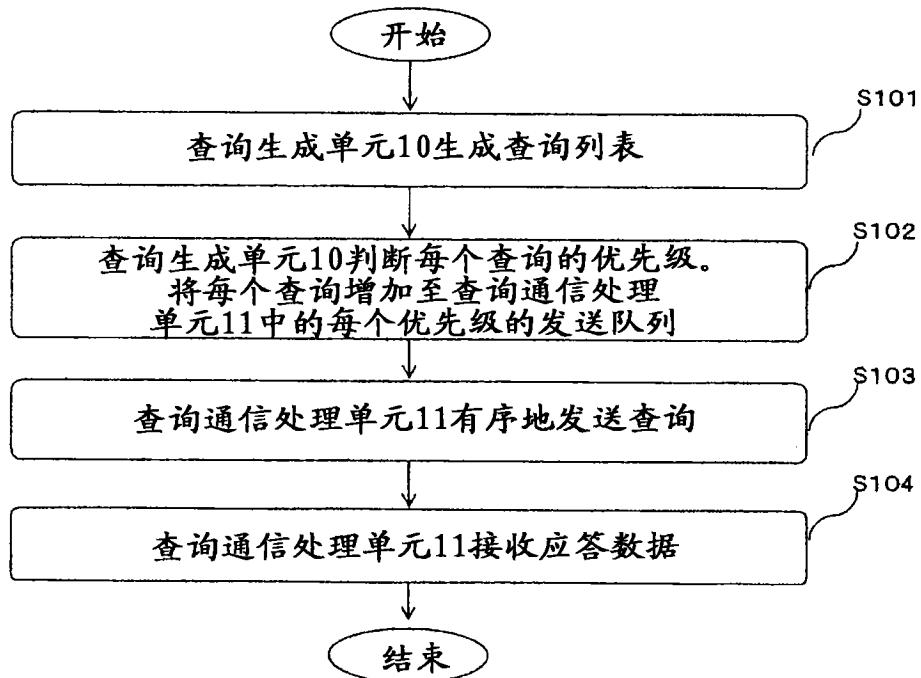 开始
S101
查询生成单元10生成查询列表
S102
查询生成单元10判断每个查询的优先级。
将每个查询增加至查询通信处理
单元11中的每个优先级的发送队列
S103
查询通信处理单元11有序地发送查询
S104
查询通信处理单元11接收应答数据
结束